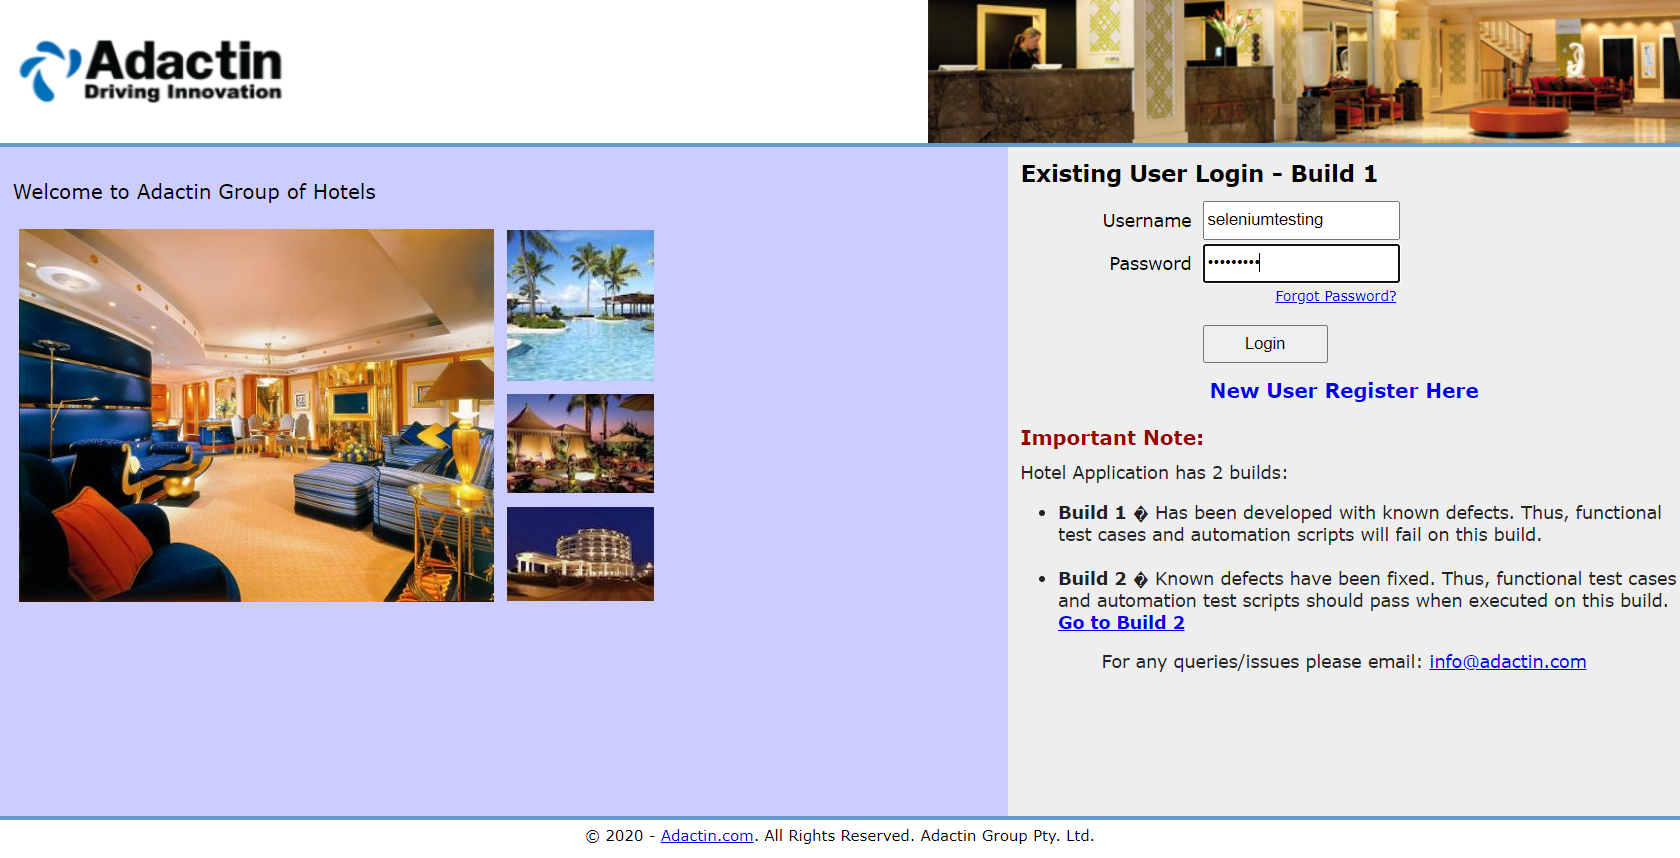 Adactin
Driving Innovation
Welcome to Adactin Group of Hotels
Existing User Login - Build 1
Username seleniumtesting
Password •••••••••
Forgot Password?
Login
New User Register Here
Important Note:
Hotel Application has 2 builds:
• Build 1 � Has been developed with known defects. Thus, functional
test cases and automation scripts will fail on this build.
• Build 2 � Known defects have been fixed. Thus, functional test cases
and automation test scripts should pass when executed on this build.
Go to Build 2
For any queries/issues please email: info@adactin.com
© 2020 - Adactin.com. All Rights Reserved. Adactin Group Pty. Ltd.